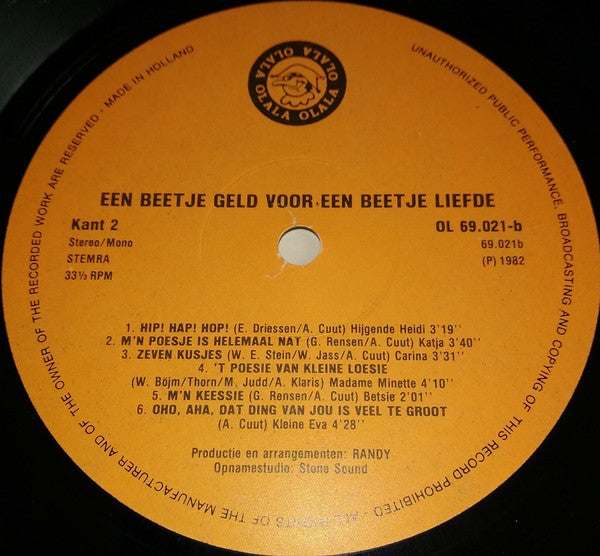 OLALA OLALA OLALA OLALA
EEN BEETJE GELD VOOR EEN BEETJE LIEFDE
Kant 2
Stereo/Mono
STEMRA
33⅓ RPM
OL 69.021-b
69.021b
(P) 1982
1. HIP! HAP! HOP! (E. Driessen/A. Cuut) Hijgende Heidi 3'19''
2. M'N POESJE IS HELEMAAL NAT (G. Rensen/A. Cuut) Katja 3'40''
3. ZEVEN KUSJES (W. E. Stein/W. Jass/A. Cuut) Carina 3'31''
4. 'T POESIE VAN KLEINE LOESIE
(W. Böjm/Thorn/M. Judd/A. Klaris) Madame Minette 4'10''
5. M'N KEESSIE (G. Rensen/A. Cuut) Betsie 2'01''
6. OHO, AHA, DAT DING VAN JOU IS VEEL TE GROOT
(A. Cuut) Kleine Eva 4'28''
Productie en arrangementen: RANDY
Opnamestudio: Stone Sound
ALL RIGHTS OF THE MANUFACTURER AND OF THE OWNER OF THE RECORDED WORK ARE RESERVED - MADE IN HOLLAND
UNAUTHORIZED PUBLIC PERFORMANCE, BROADCASTING AND COPYING OF THIS RECORD PROHIBITED -